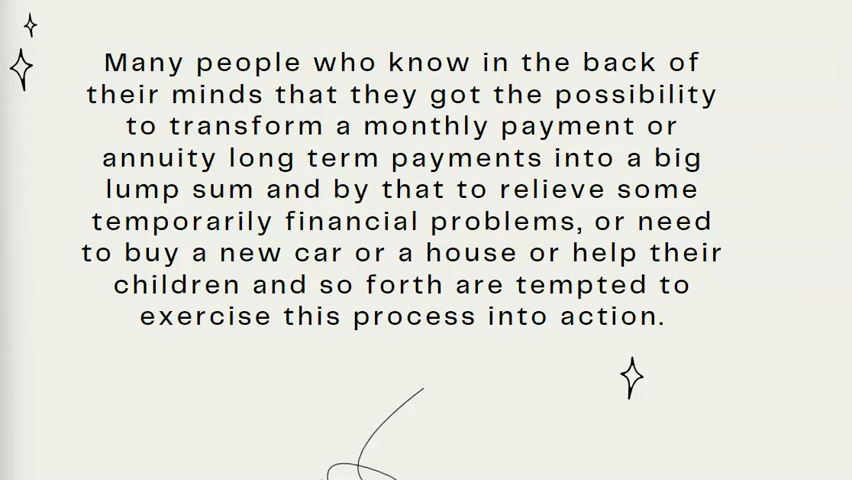 Many people who know in the back of
their minds that they got the possibility
to transform a monthly payment or
annuity long term payments into a big
lump sum and by that to relieve some
temporarily financial problems, or need
to buy a new car or a house or help their
children and so forth are tempted to
exercise this process into action.